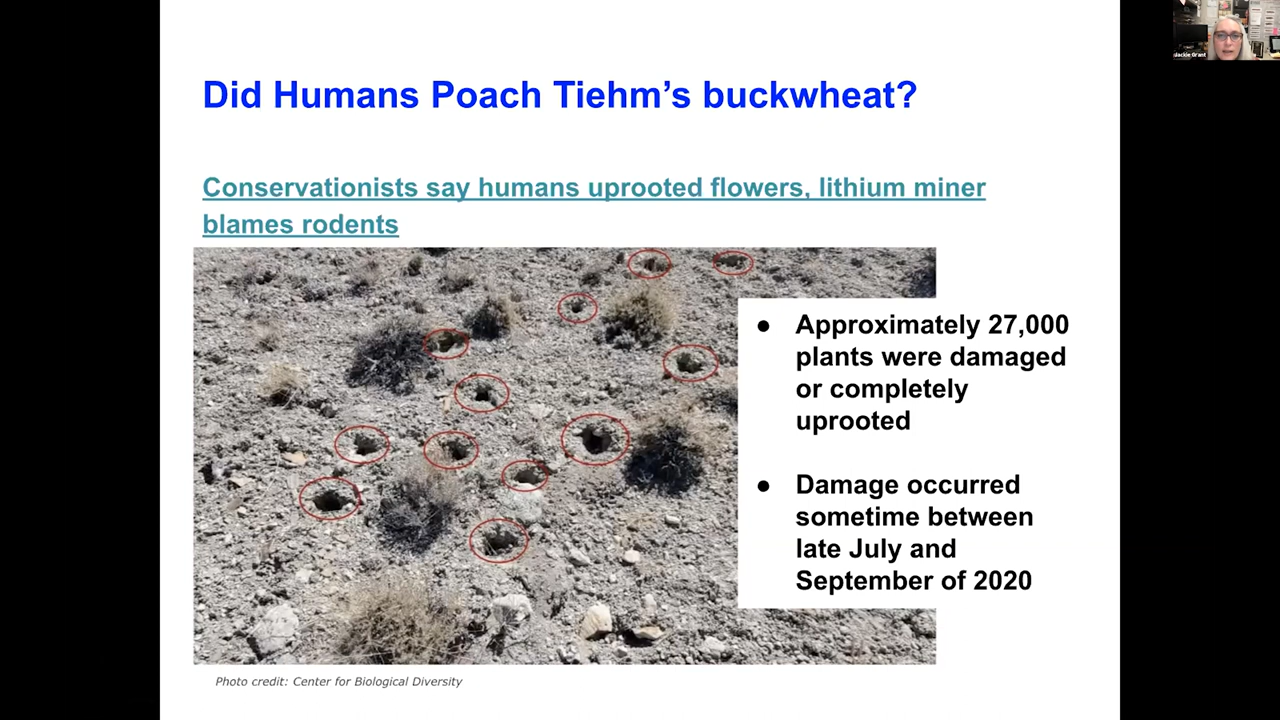 Did Humans Poach Tiehm's buckwheat?
Conservationists say humans uprooted flowers, lithium miner
blames rodents
● Approximately 27,000
plants were damaged
or completely
uprooted
● Damage occurred
sometime between
late July and
September of 2020
Photo credit: Center for Biological Diversity
Jackie Grant